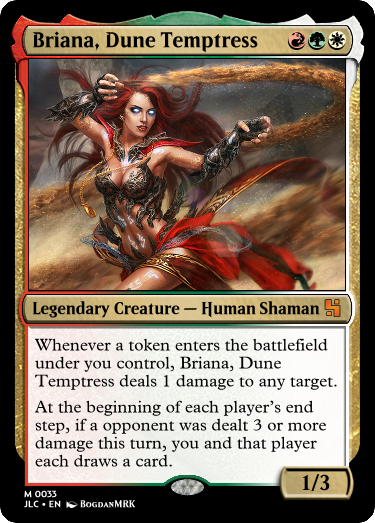 Briana, Dune Temptress
Legendary Creature — Human Shaman
Whenever a token enters the battlefield
under you control, Briana, Dune
Temptress deals 1 damage to any target.
At the beginning of each player's end
step, if a opponent was dealt 3 or more
damage this turn, you and that player
each draws a card.
1/3
M 0033
JLC • EN BogdanMRK